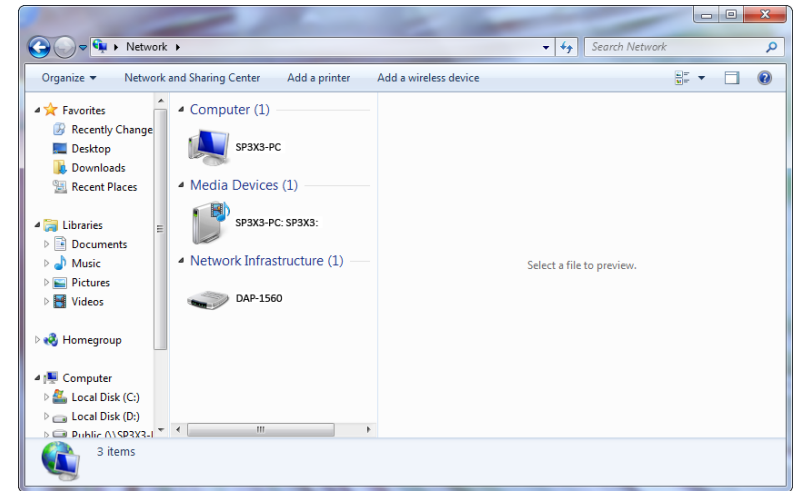 Network
Search Network
Organize Network and Sharing Center Add a printer Add a wireless device
Favorites
Recently Change
Desktop
Downloads
Recent Places
Libraries
Documents
Music
Pictures
Videos
Homegroup
Computer
Local Disk (C:)
Local Disk (D:)
Public (\\SP3X3-
Computer (1)
SP3X3-PC
Media Devices (1)
SP3X3-PC: SP3X3:
Network Infrastructure (1)
DAP-1560
Select a file to preview.
3 items